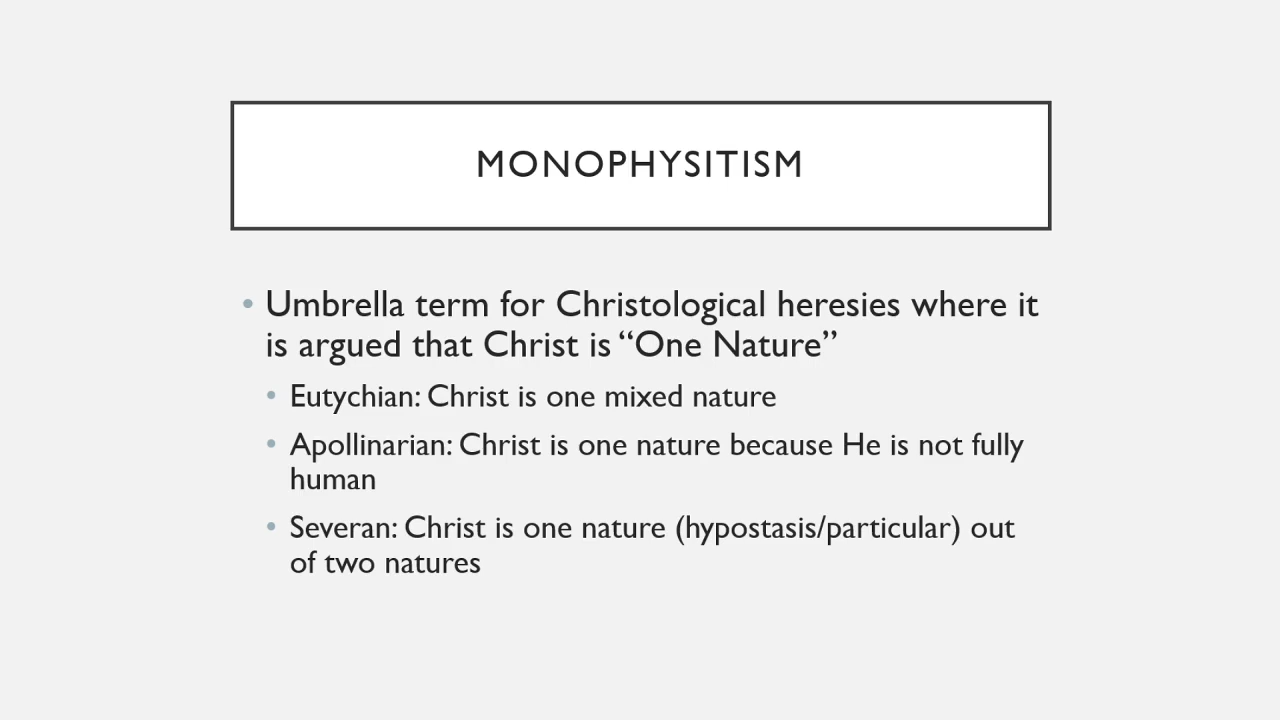 MONOPHYSITISM
• Umbrella term for Christological heresies where it
is argued that Christ is “One Nature”
• Eutychian: Christ is one mixed nature
• Apollinarian: Christ is one nature because He is not fully
human
• Severan: Christ is one nature (hypostasis/particular) out
of two natures